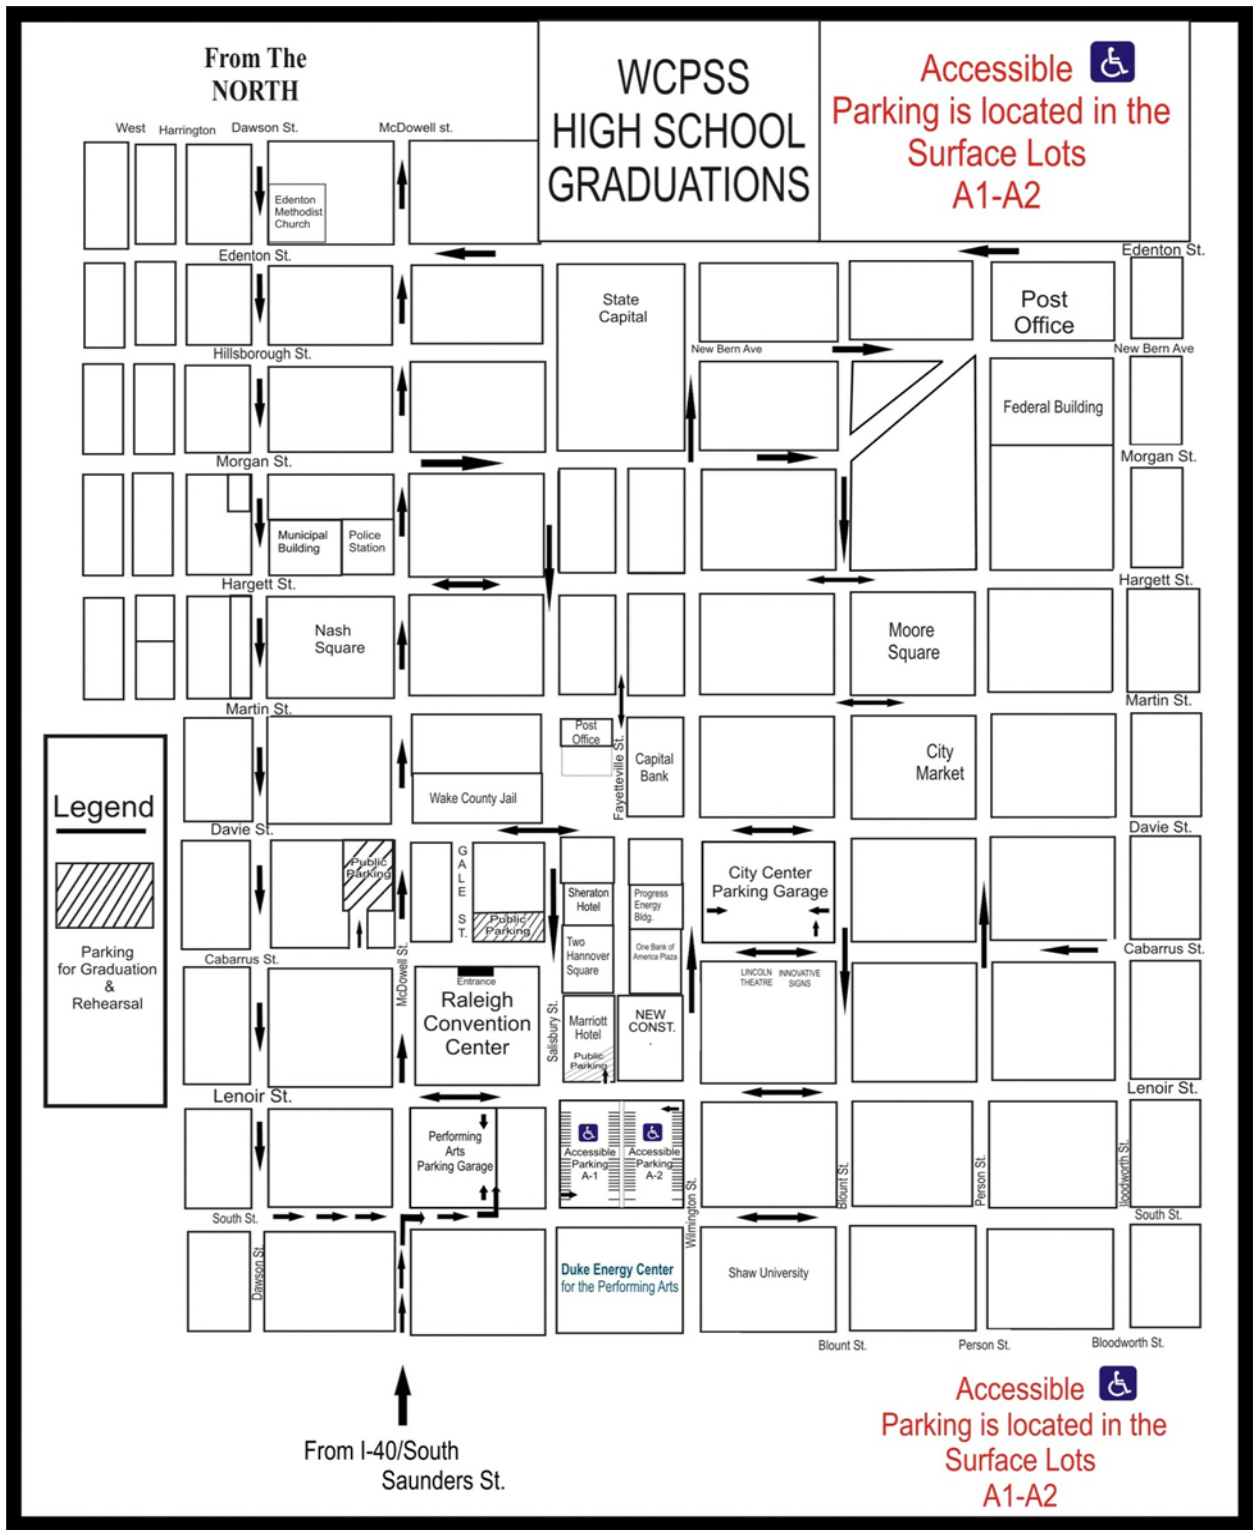 From The
NORTH
WCPSS
HIGH SCHOOL
GRADUATIONS
Accessible
Parking is located in the
Surface Lots
A1-A2
West
Harrington
Dawson St.
McDowell st.
Edenton
Methodist
Church
Edenton St.
Edenton St.
State
Capital
Post
Office
Hillsborough St.
New Bern Ave
New Bern Ave
Federal Building
Morgan St.
Morgan St.
Municipal
Building
Police
Station
Hargett St.
Hargett St.
Nash
Square
Moore
Square
Martin St.
Martin St.
Post
Office
Fayetteville St.
Capital
Bank
City
Market
Wake County Jail
Legend
Parking
for Graduation
&
Rehearsal
Davie St.
Davie St.
Public
Parking
GALE ST.
Public
Parking
Sheraton
Hotel
Progress
Energy
Bldg.
City Center
Parking Garage
Two
Hannover
Square
One Bank of
America Plaza
Cabarrus St.
Cabarrus St.
McDowell St.
Entrance
Raleigh
Convention
Center
Salisbury St.
Marriott
Hotel
Public
Parking
NEW
CONST.
.
LINCOLN
THEATRE
INNOVATIVE
SIGNS
Lenoir St.
Lenoir St.
Performing
Arts
Parking Garage
Accessible
Parking
A-1
Accessible
Parking
A-2
Wilmington St.
Blount St.
Person St.
Bloodworth St.
South St.
South St.
Dawson St.
Duke Energy Center
for the Performing Arts
Shaw University
Blount St.
Person St.
Bloodworth St.
From I-40/South
Saunders St.
Accessible
Parking is located in the
Surface Lots
A1-A2